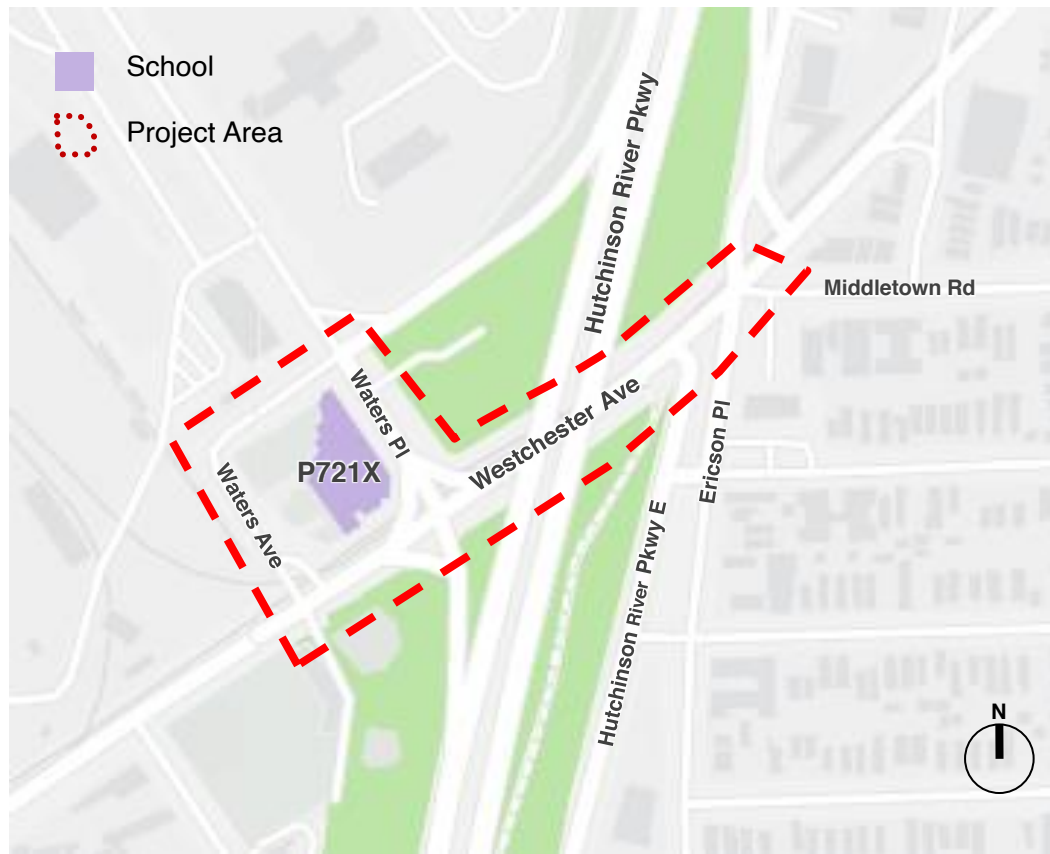 School
Project Area
Hutchinson River Pkwy
Middletown Rd
Waters Pl
Westchester Ave
P721X
Ericson Pl
Waters Ave
Hutchinson River Pkwy E
N